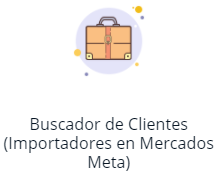 Buscador de Clientes
(Importadores en Mercados
Meta)